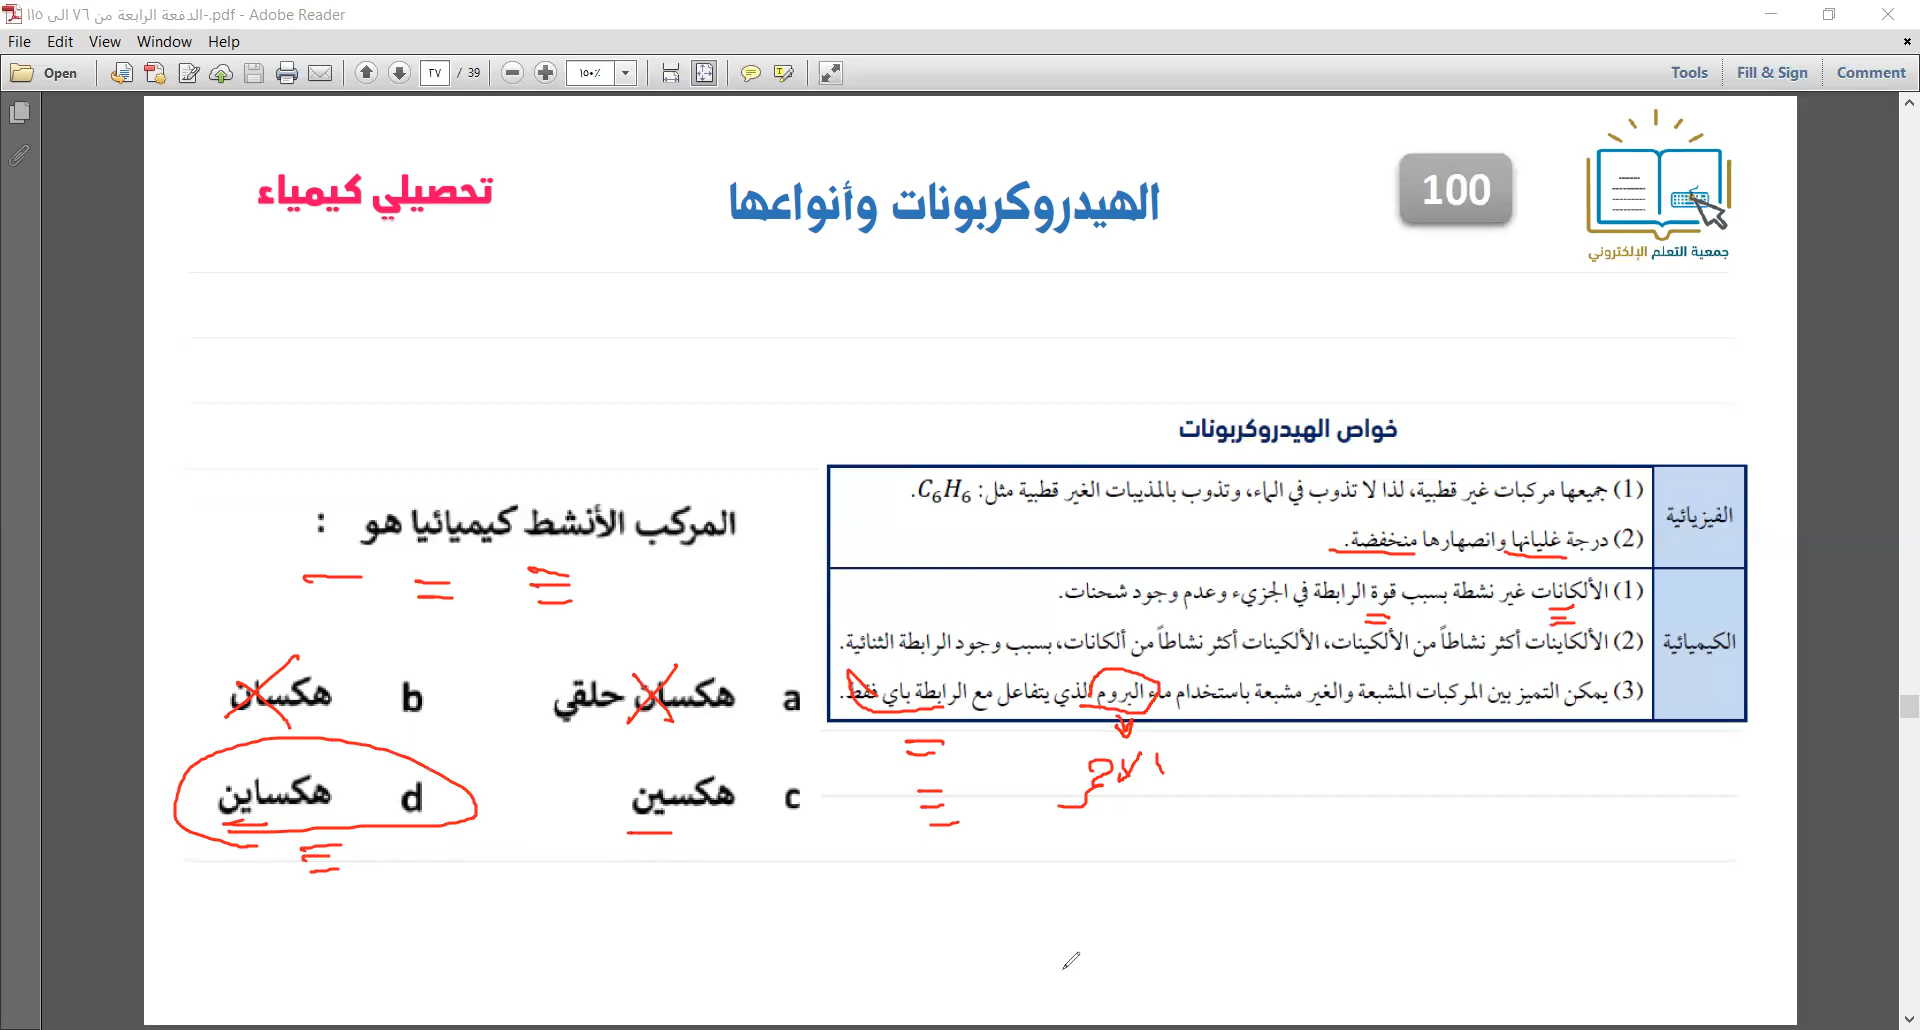 الدفعة الرابعة من ٧٦ الى ١١٥-.pdf - Adobe Reader
File Edit View Window Help
Open ٢٧ / 39 ١٥٠٪ Tools Fill & Sign Comment
100
الهيدروكربونات وأنواعها
تحصيلي كيمياء
جمعية التعلم الإلكتروني
خواص الهيدروكربونات
الفيزيائية
(1) جميعها مركبات غير قطبية، لذا لا تذوب في الماء، وتذوب بالمذيبات الغير قطبية مثل: C₆H₆.
(2) درجة غليانها وانصهارها منخفضة.
الكيميائية
(1) الألكانات غير نشطة بسبب قوة الرابطة في الجزيء وعدم وجود شحنات.
(2) الألكاينات أكثر نشاطاً من الألكينات، الألكينات أكثر نشاطاً من ألكانات، بسبب وجود الرابطة الثنائية.
(3) يمكن التميز بين المركبات المشبعة والغير مشبعة باستخدام ماء البروم الذي يتفاعل مع الرابطة باي فقط.
المركب الأنشط كيميائيا هو :
a هكسان حلقي
b هكسان
c هكسين
d هكساين